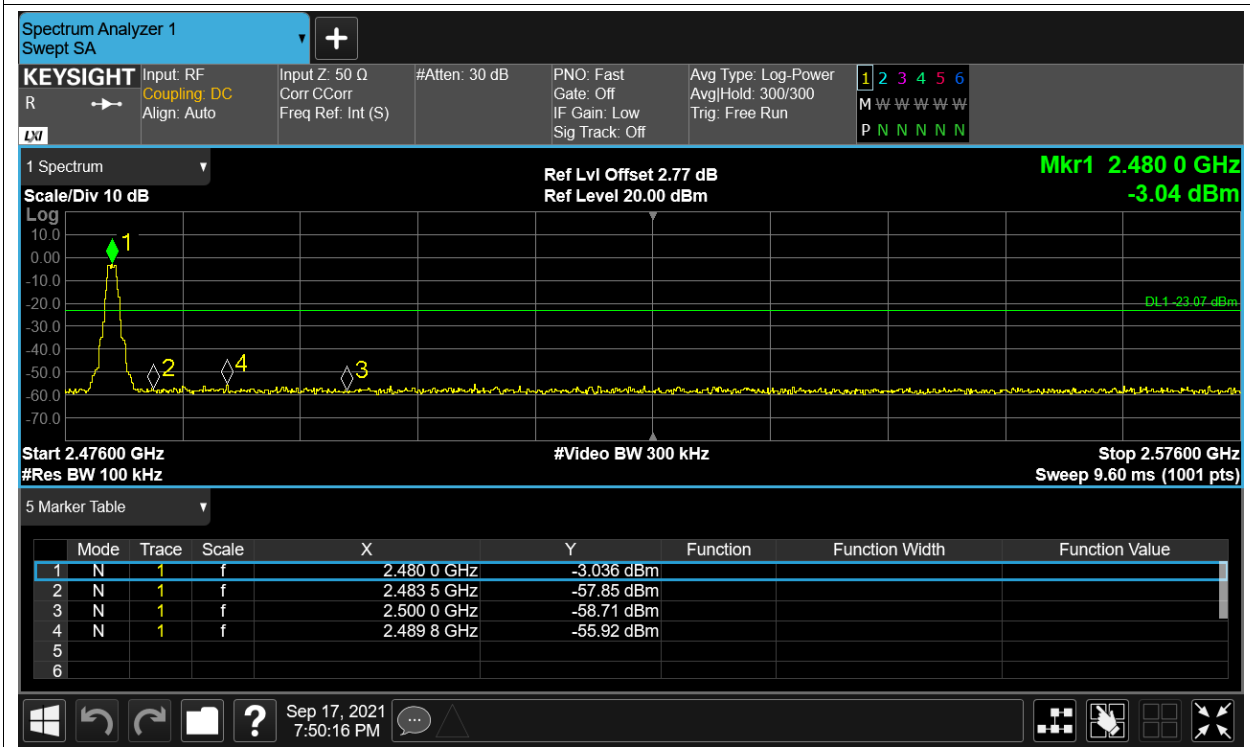 Spectrum Analyzer 1
Swept SA
KEYSIGHT Input: RF Input Z: 50 Ω #Atten: 30 dB PNO: Fast Avg Type: Log-Power 1 2 3 4 5 6
R Coupling: DC Corr CCorr Gate: Off Avg|Hold: 300/300 M W W W W W
Align: Auto Freq Ref: Int (S) IF Gain: Low Trig: Free Run
LXI Sig Track: Off P N N N N N
1 Spectrum
Ref Lvl Offset 2.77 dB Mkr1 2.480 0 GHz
Scale/Div 10 dB Ref Level 20.00 dBm -3.04 dBm
Log
10.0
1
0.00
-10.0
-20.0 DL1 -23.07 dBm
-30.0
-40.0
-50.0 2 4 3
-60.0
-70.0
Start 2.47600 GHz #Video BW 300 kHz Stop 2.57600 GHz
#Res BW 100 kHz Sweep 9.60 ms (1001 pts)
5 Marker Table
Mode Trace Scale X Y Function Function Width Function Value
1 N 1 f 2.480 0 GHz -3.036 dBm
2 N 1 f 2.483 5 GHz -57.85 dBm
3 N 1 f 2.500 0 GHz -58.71 dBm
4 N 1 f 2.489 8 GHz -55.92 dBm
5
6
? Sep 17, 2021
7:50:16 PM